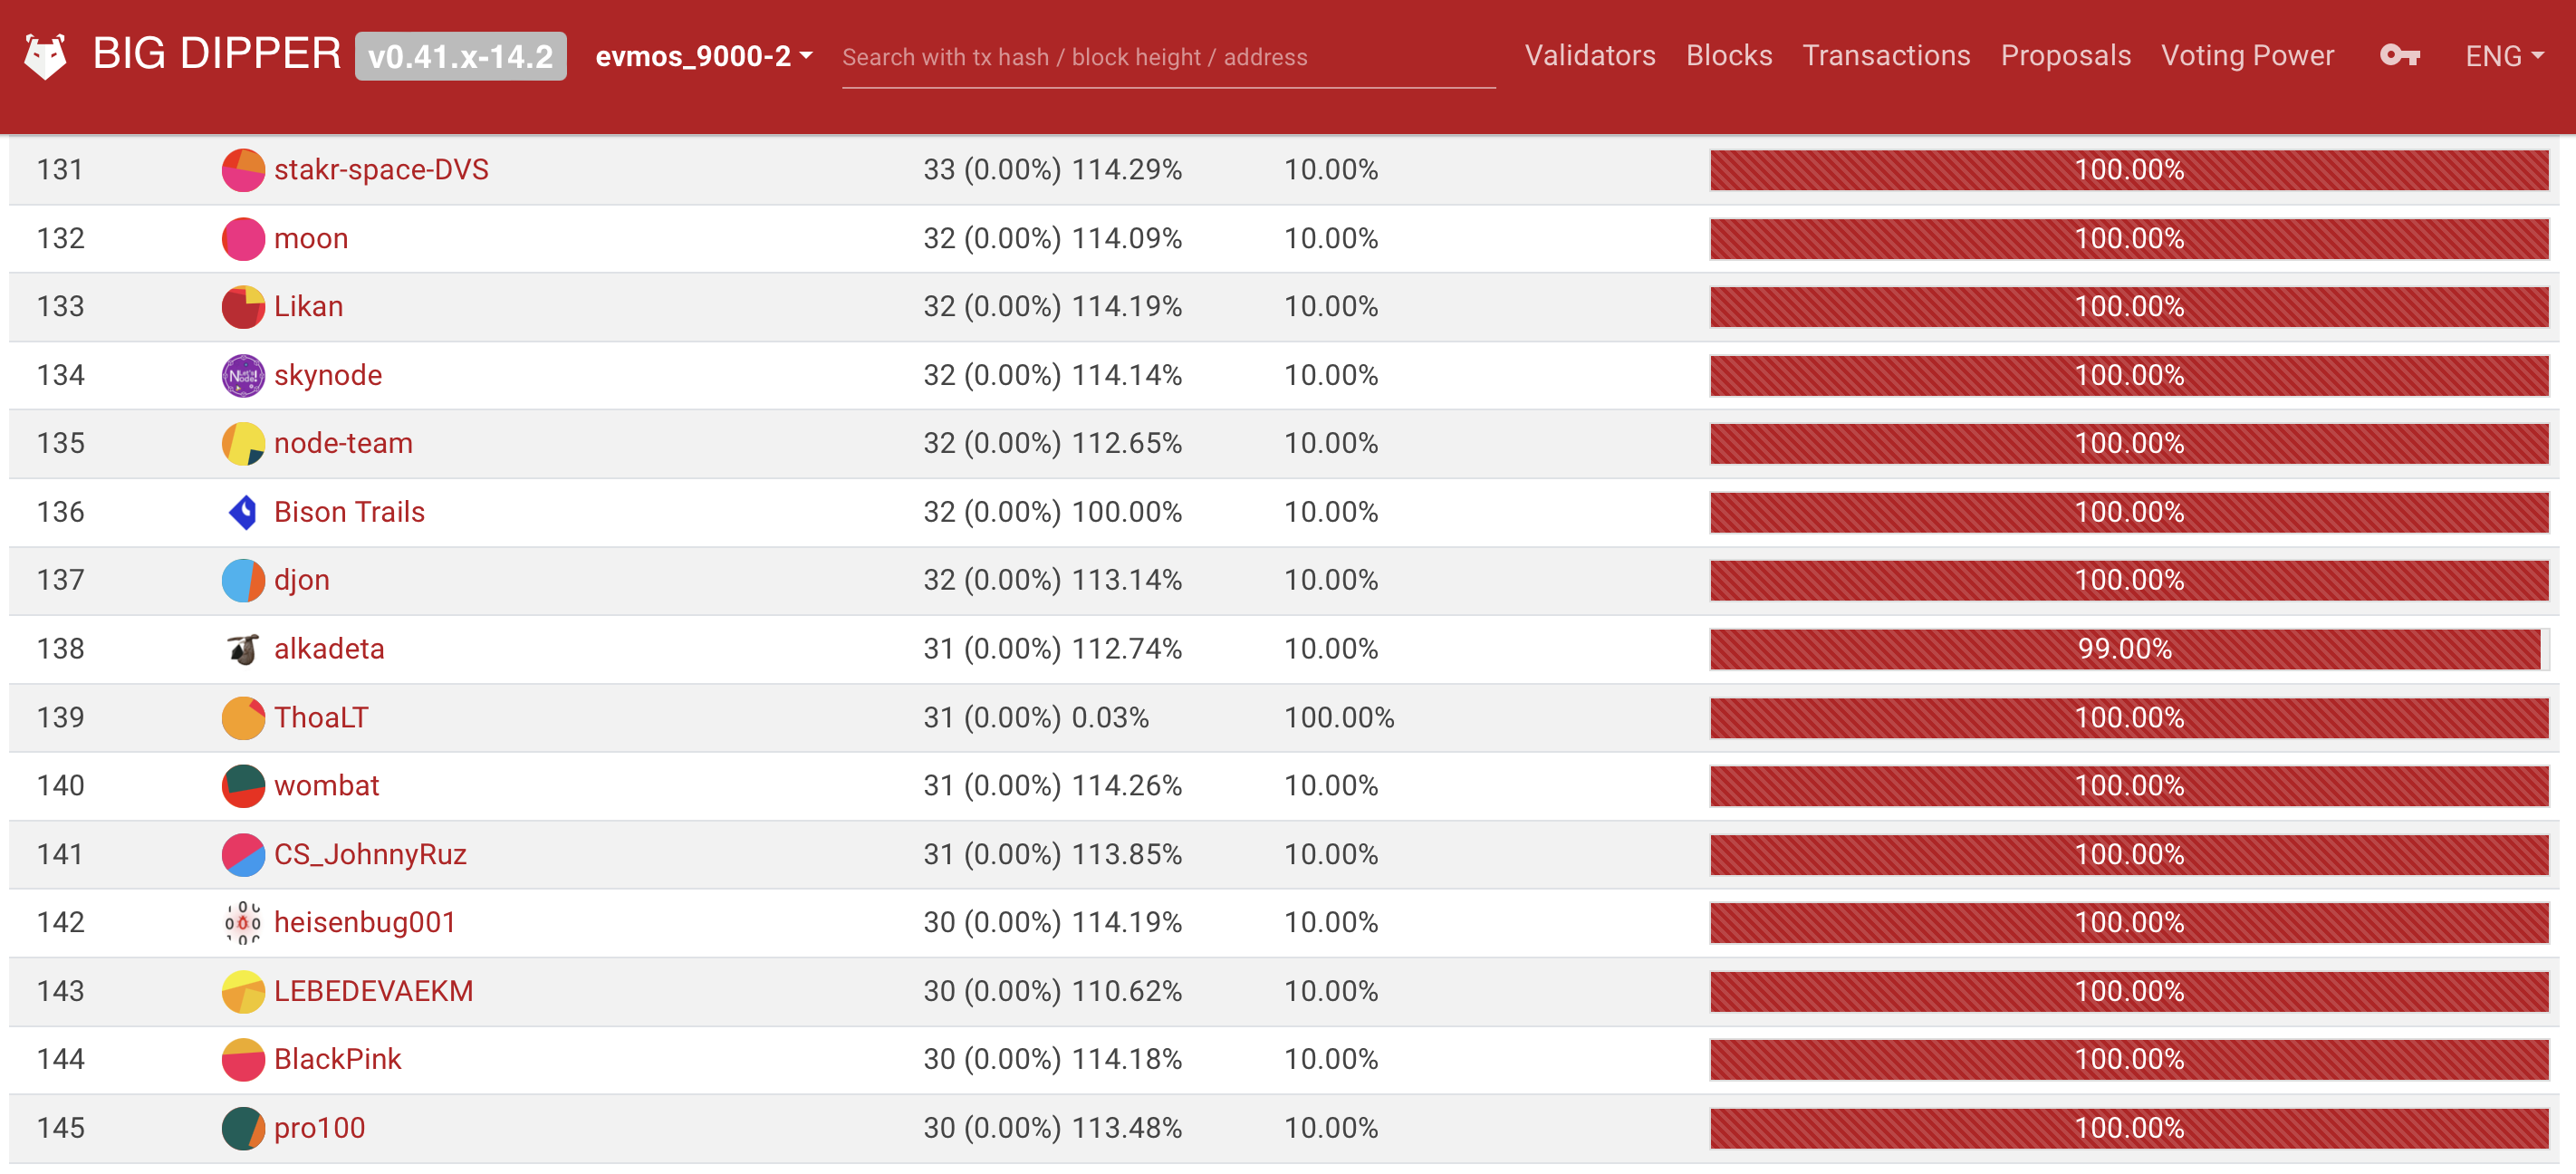 BIG DIPPER v0.41.x-14.2 evmos_9000-2 Search with tx hash / block height / address Validators Blocks Transactions Proposals Voting Power ENG
131 stakr-space-DVS 33 (0.00%) 114.29% 10.00% 100.00%
132 moon 32 (0.00%) 114.09% 10.00% 100.00%
133 Likan 32 (0.00%) 114.19% 10.00% 100.00%
134 skynode 32 (0.00%) 114.14% 10.00% 100.00%
135 node-team 32 (0.00%) 112.65% 10.00% 100.00%
136 Bison Trails 32 (0.00%) 100.00% 10.00% 100.00%
137 djon 32 (0.00%) 113.14% 10.00% 100.00%
138 alkadeta 31 (0.00%) 112.74% 10.00% 99.00%
139 ThoaLT 31 (0.00%) 0.03% 100.00% 100.00%
140 wombat 31 (0.00%) 114.26% 10.00% 100.00%
141 CS_JohnnyRuz 31 (0.00%) 113.85% 10.00% 100.00%
142 heisenbug001 30 (0.00%) 114.19% 10.00% 100.00%
143 LEBEDEVAEKM 30 (0.00%) 110.62% 10.00% 100.00%
144 BlackPink 30 (0.00%) 114.18% 10.00% 100.00%
145 pro100 30 (0.00%) 113.48% 10.00% 100.00%